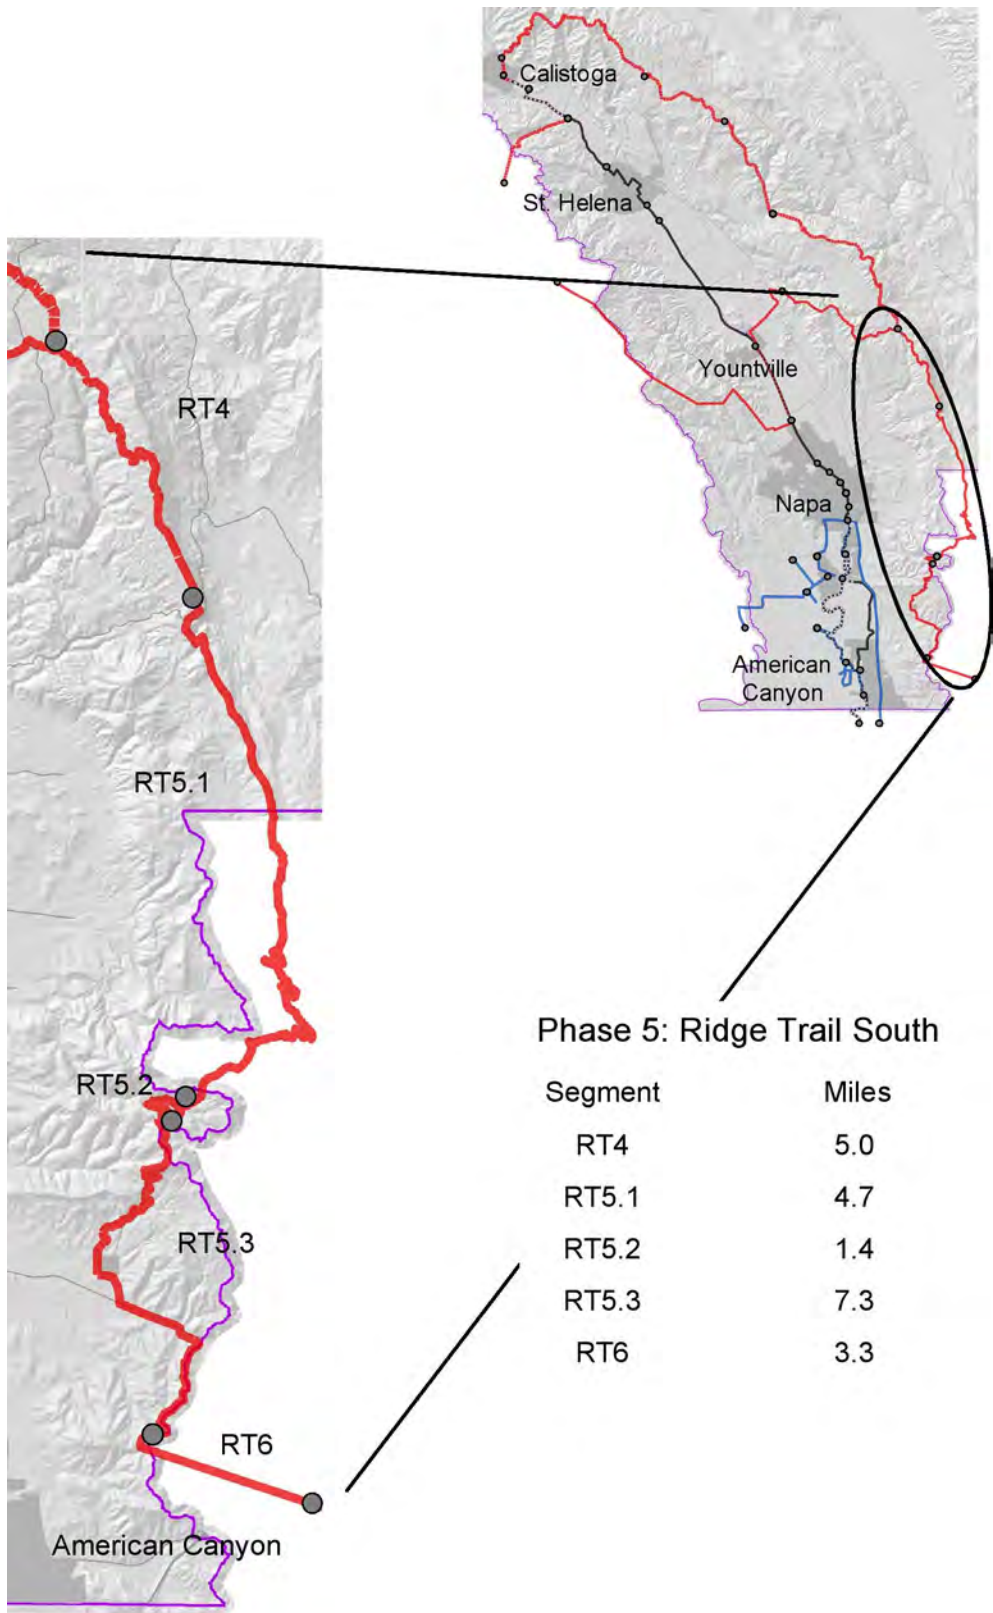 Calistoga
St. Helena
Yountville
Napa
American
Canyon
RT4
RT5.1
RT5.2
RT5.3
RT6
American Canyon
Phase 5: Ridge Trail South
Segment Miles
RT4 5.0
RT5.1 4.7
RT5.2 1.4
RT5.3 7.3
RT6 3.3